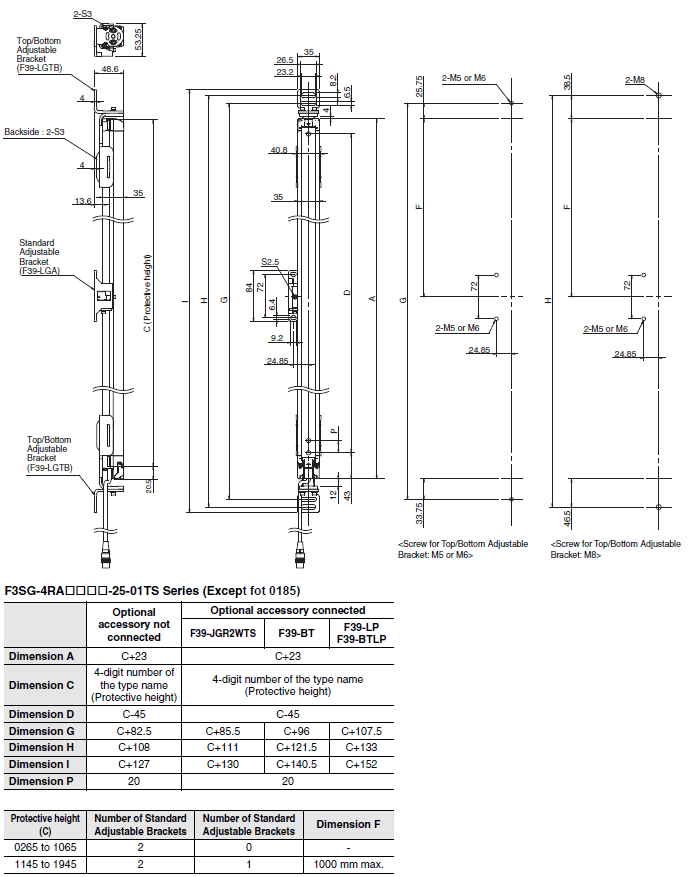 2-S3
53.25
Top/Bottom
Adjustable
Bracket
(F39-LGTB)
48.6
4
Backside : 2-S3
4
35
13.6
Standard
Adjustable
Bracket
(F39-LGA)
C (Protective height)
Top/Bottom
Adjustable
Bracket
(F39-LGTB)
20.5
35
26.5
23.2
8.2
6.5
4
40.8
35
S2.5
84
72
6.4
9.2
24.85
I
H
G
D
A
P
12
43
25.75
2-M5 or M6
F
G
72
2-M5 or M6
24.85
33.75
<Screw for Top/Bottom Adjustable
Bracket: M5 or M6>
38.5
2-M8
F
H
72
2-M5 or M6
24.85
46.5
<Screw for Top/Bottom Adjustable
Bracket: M8>
F3SG-4RA□□□□-25-01TS Series (Except fot 0185)
Optional accessory not connected Optional accessory connected
F39-JGR2WTS F39-BT F39-LP F39-BTLP
Dimension A C+23 C+23
Dimension C 4-digit number of the type name (Protective height) 4-digit number of the type name (Protective height)
Dimension D C-45 C-45
Dimension G C+82.5 C+85.5 C+96 C+107.5
Dimension H C+108 C+111 C+121.5 C+133
Dimension I C+127 C+130 C+140.5 C+152
Dimension P 20 20
Protective height (C) Number of Standard Adjustable Brackets Number of Standard Adjustable Brackets Dimension F
0265 to 1065 2 0 -
1145 to 1945 2 1 1000 mm max.